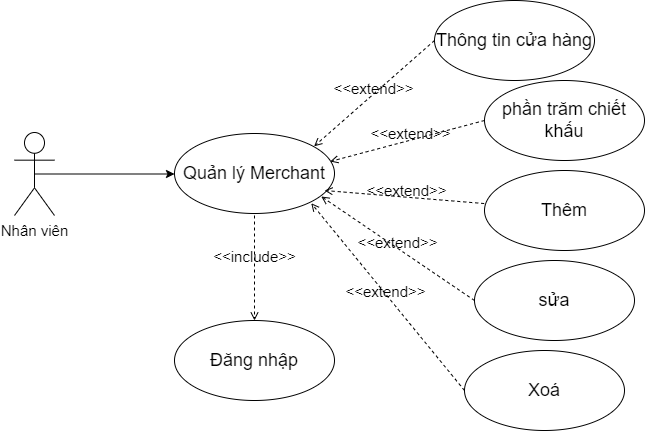 Thông tin cửa hàng
<<extend>>
phần trăm chiết
khấu
<<extend>>
Quản lý Merchant
<<extend>>
Thêm
Nhân viên
<<extend>>
<<include>>
<<extend>>
sửa
Đăng nhập
Xoá